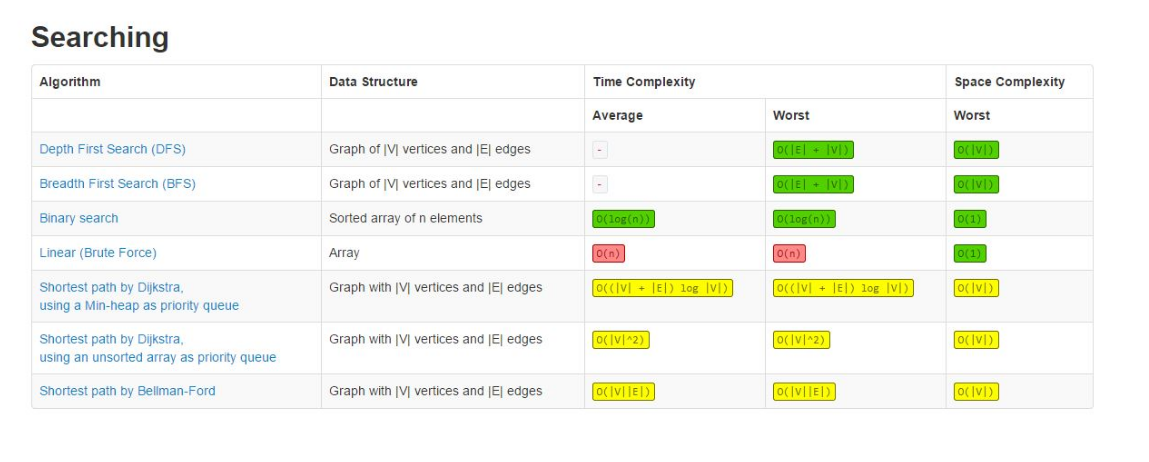 Searching
Algorithm Data Structure Time Complexity Space Complexity
Average Worst Worst
Depth First Search (DFS) Graph of |V| vertices and |E| edges - O(|E| + |V|) O(|V|)
Breadth First Search (BFS) Graph of |V| vertices and |E| edges - O(|E| + |V|) O(|V|)
Binary search Sorted array of n elements O(log(n)) O(log(n)) O(1)
Linear (Brute Force) Array O(n) O(n) O(1)
Shortest path by Dijkstra, Graph with |V| vertices and |E| edges O((|V| + |E|) log |V|) O((|V| + |E|) log |V|) O(|V|)
using a Min-heap as priority queue
Shortest path by Dijkstra, Graph with |V| vertices and |E| edges O(|V|^2) O(|V|^2) O(|V|)
using an unsorted array as priority queue
Shortest path by Bellman-Ford Graph with |V| vertices and |E| edges O(|V||E|) O(|V||E|) O(|V|)